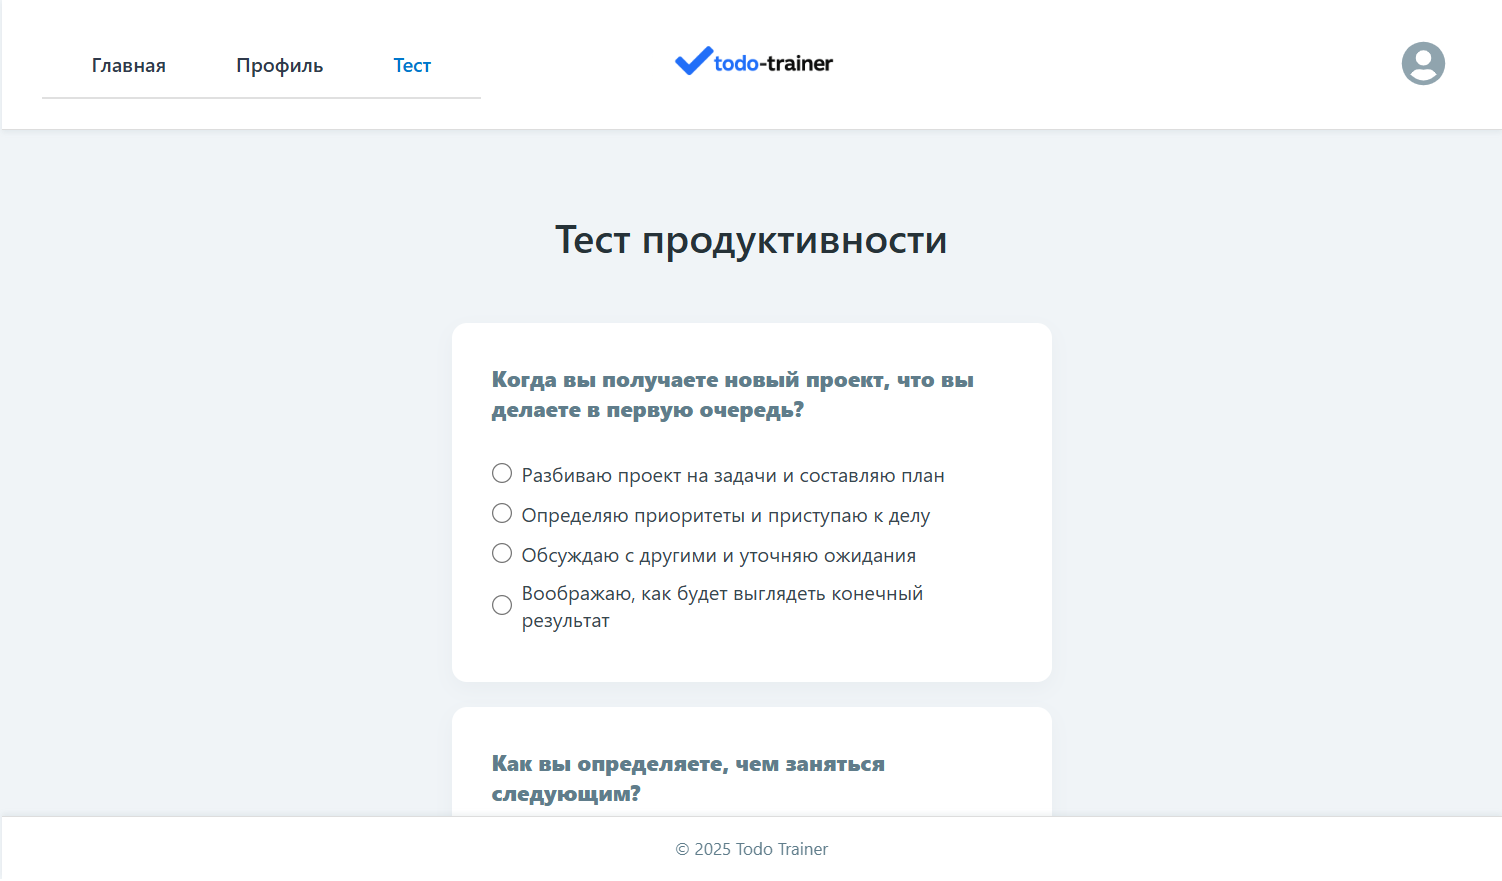 Главная Профиль Тест
todo-trainer
Тест продуктивности
Когда вы получаете новый проект, что вы
делаете в первую очередь?
Разбиваю проект на задачи и составляю план
Определяю приоритеты и приступаю к делу
Обсуждаю с другими и уточняю ожидания
Воображаю, как будет выглядеть конечный
результат
Как вы определяете, чем заняться
следующим?
© 2025 Todo Trainer